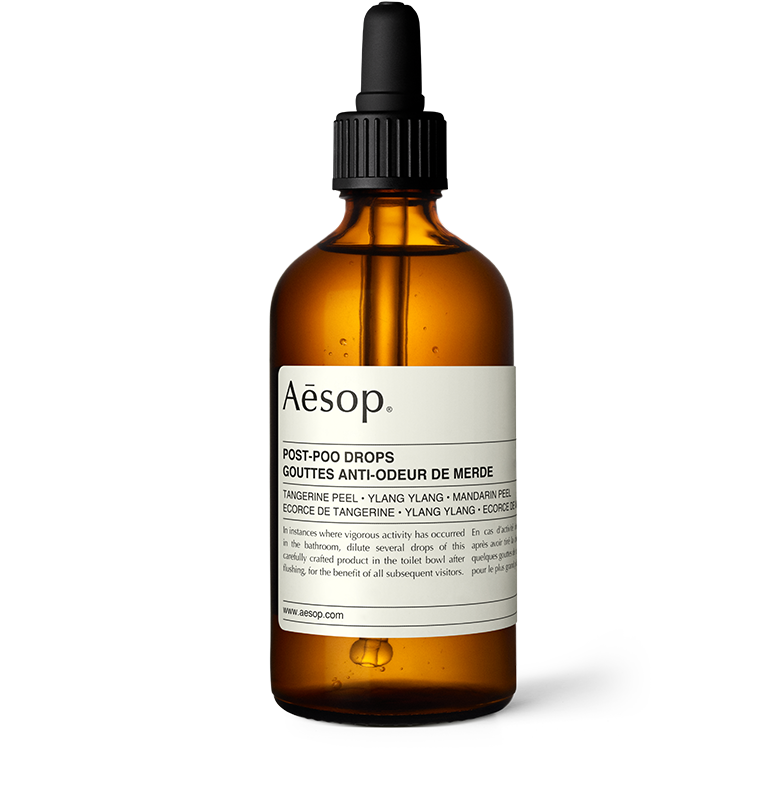 Aēsop®
POST-POO DROPS
GOUTTES ANTI-ODEUR DE MERDE
TANGERINE PEEL • YLANG YLANG • MANDARIN PEEL
ECORCE DE TANGERINE • YLANG YLANG • ECORCE DE
In instances where vigorous activity has occurred
in the bathroom, dilute several drops of this
carefully crafted product in the toilet bowl after
flushing, for the benefit of all subsequent visitors.
En cas d'activité
après avoir tiré la
quelques gouttes de
pour le plus grand
www.aesop.com